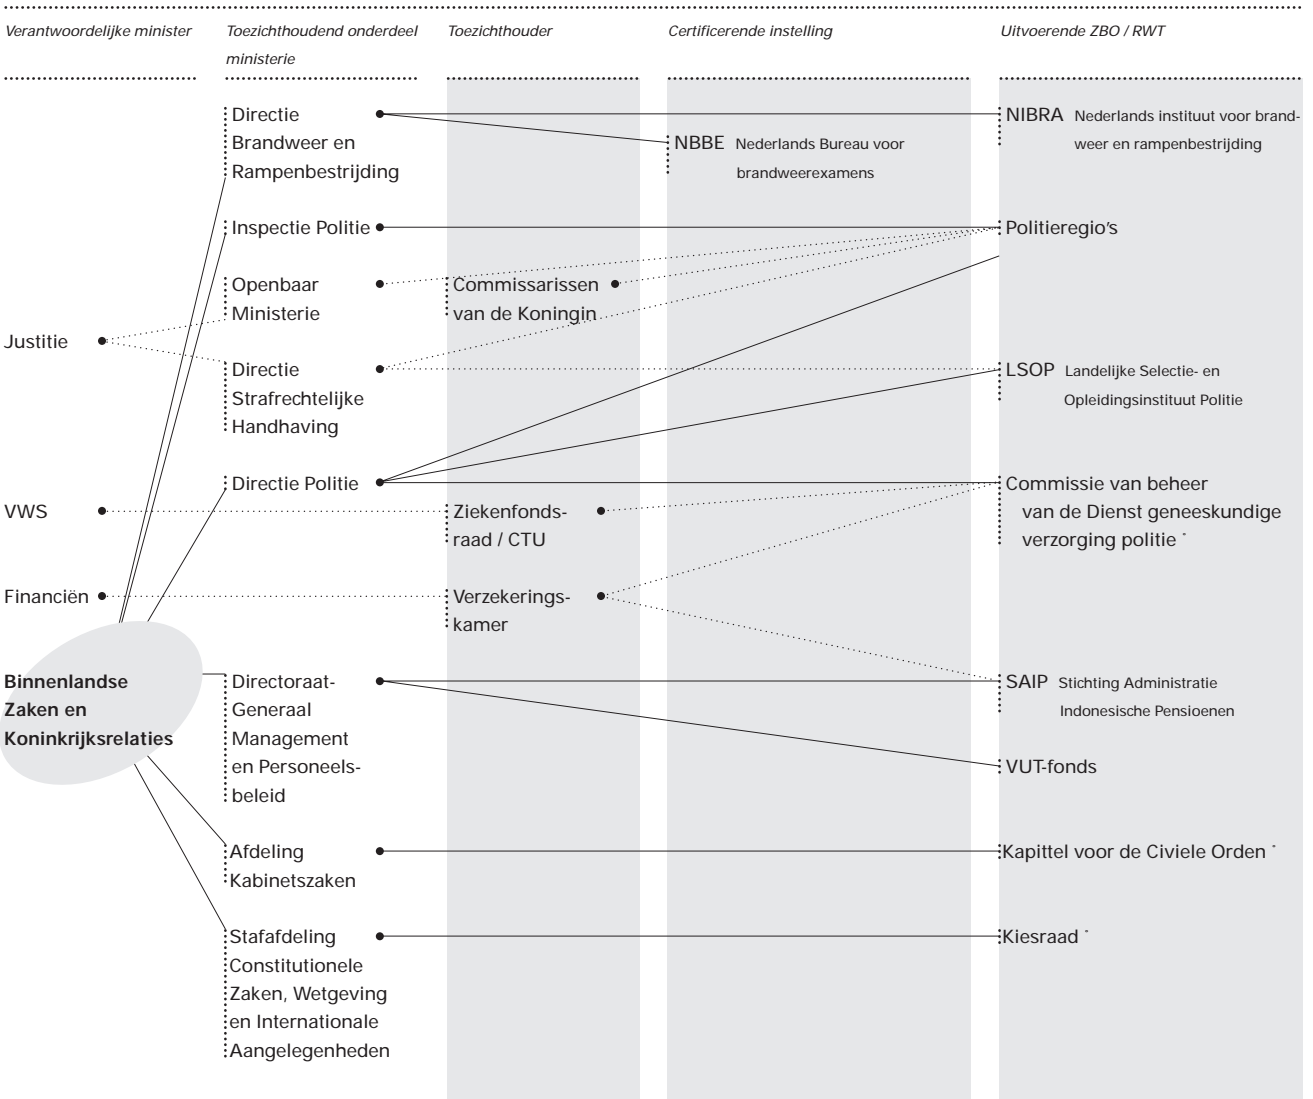 Verantwoordelijke minister
Toezichthoudend onderdeel
ministerie
Toezichthouder
Certificerende instelling
Uitvoerende ZBO / RWT
Directie
Brandweer en
Rampenbestrijding
NBBE Nederlands Bureau voor
brandweerexamens
NIBRA Nederlands instituut voor brand-
weer en rampenbestrijding
Inspectie Politie
Politieregio's
Openbaar
Ministerie
Commissarissen
van de Koningin
Justitie
Directie
Strafrechtelijke
Handhaving
LSOP Landelijke Selectie- en
Opleidingsinstituut Politie
Directie Politie
Commissie van beheer
van de Dienst geneeskundige
verzorging politie *
VWS
Ziekenfonds-
raad / CTU
Financiën
Verzekerings-
kamer
Binnenlandse
Zaken en
Koninkrijksrelaties
Directoraat-
Generaal
Management
en Personeels-
beleid
SAIP Stichting Administratie
Indonesische Pensioenen
VUT-fonds
Afdeling
Kabinetszaken
Kapittel voor de Civiele Orden *
Stafafdeling
Constitutionele
Zaken, Wetgeving
en Internationale
Aangelegenheden
Kiesraad *